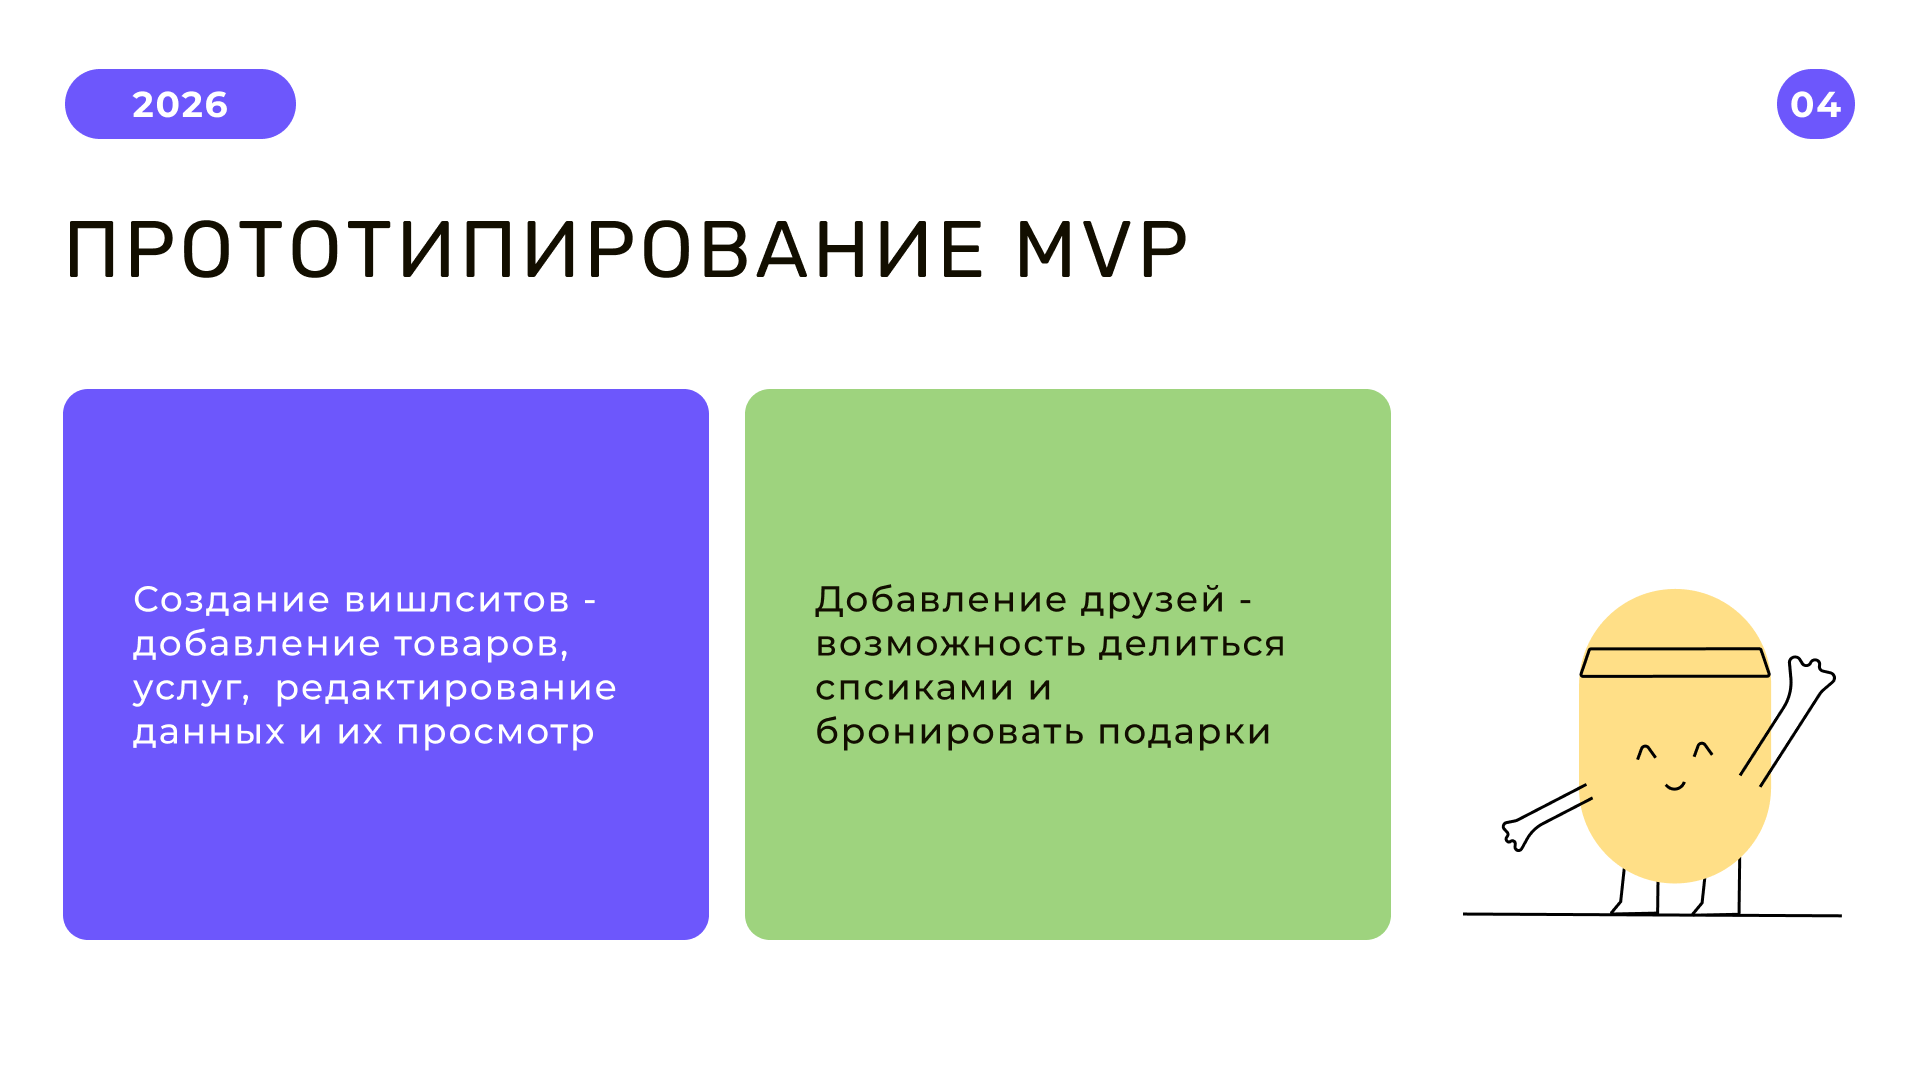 2026
04
ПРОТОТИПИРОВАНИЕ MVP
Создание вишлситов -
добавление товаров,
услуг,  редактирование
данных и их просмотр
Добавление друзей -
возможность делиться
спсиками и
бронировать подарки